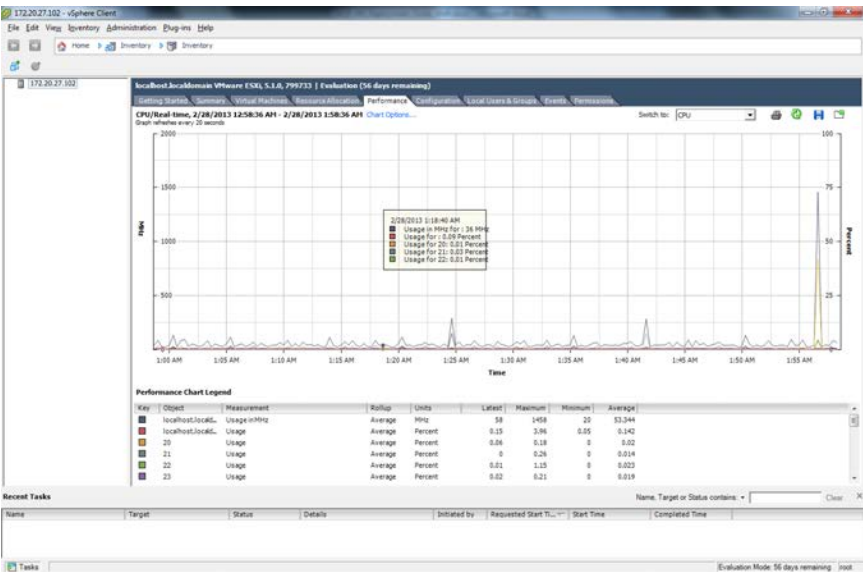 172.20.27.102 - vSphere Client
File Edit View Inventory Administration Plug-ins Help
Home Inventory Inventory
172.20.27.102
localhost.localdomain VMware ESXi, 5.1.0, 799733 | Evaluation (56 days remaining)
Getting Started Summary Virtual Machines Resource Allocation Performance Configuration Local Users & Groups Events Permissions
CPU/Real-time, 2/28/2013 12:58:36 AM - 2/28/2013 1:58:36 AM Chart Options...
Switch to: CPU
Graph refreshes every 20 seconds
2000 100
1500 75
2/28/2013 1:18:40 AM
Usage in MHz for : 36 MHz
Usage for : 0.09 Percent
Usage for 20: 0.01 Percent
Usage for 21: 0.03 Percent
Usage for 22: 0.01 Percent
MHz
Percent
1000 50
500 25
0 0
1:00 AM 1:05 AM 1:10 AM 1:15 AM 1:20 AM 1:25 AM 1:30 AM 1:35 AM 1:40 AM 1:45 AM 1:50 AM 1:55 AM
Time
Performance Chart Legend
Key Object Measurement Rollup Units Latest Maximum Minimum Average
localhost.locald... Usage in MHz Average MHz 58 1458 20 53.344
localhost.locald... Usage Average Percent 0.15 3.96 0.05 0.142
20 Usage Average Percent 0.06 0.18 0 0.02
21 Usage Average Percent 0 0.26 0 0.014
22 Usage Average Percent 0.01 1.15 0 0.023
23 Usage Average Percent 0.02 0.21 0 0.019
Recent Tasks
Name, Target or Status contains: Clear
Name Target Status Details Initiated by Requested Start Ti... Start Time Completed Time
Tasks
Evaluation Mode: 56 days remaining root